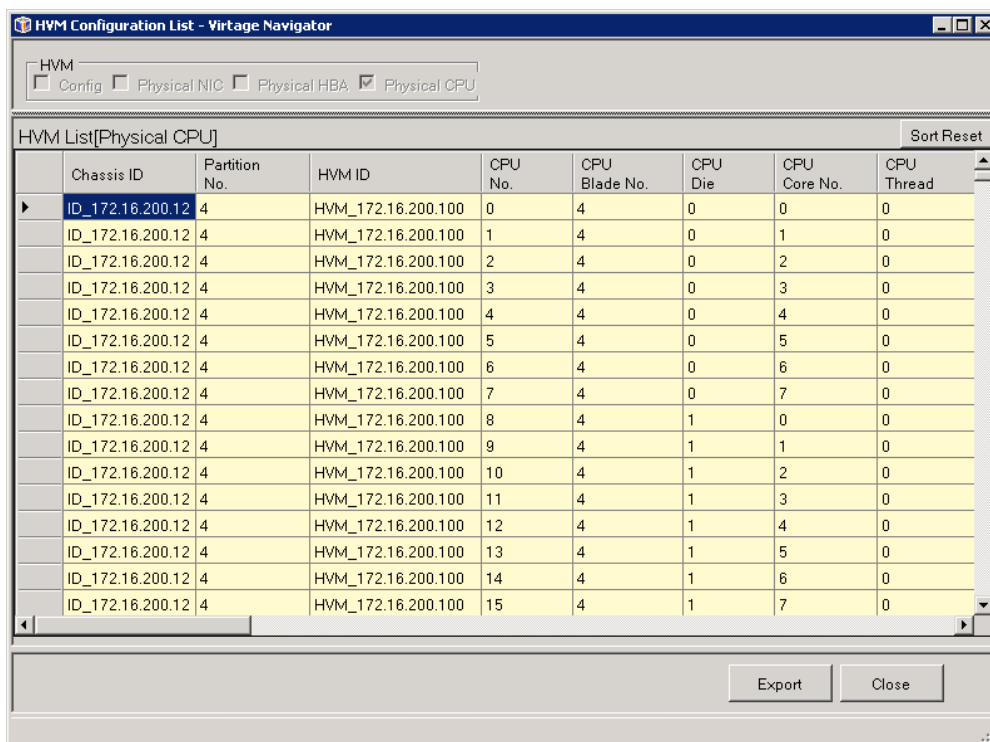 HVM Configuration List - Virtage Navigator
HVM
Config Physical NIC Physical HBA Physical CPU
HVM List[Physical CPU] Sort Reset
Chassis ID Partition No. HVM ID CPU No. CPU Blade No. CPU Die CPU Core No. CPU Thread
ID_172.16.200.12 4 HVM_172.16.200.100 0 4 0 0 0
ID_172.16.200.12 4 HVM_172.16.200.100 1 4 0 1 0
ID_172.16.200.12 4 HVM_172.16.200.100 2 4 0 2 0
ID_172.16.200.12 4 HVM_172.16.200.100 3 4 0 3 0
ID_172.16.200.12 4 HVM_172.16.200.100 4 4 0 4 0
ID_172.16.200.12 4 HVM_172.16.200.100 5 4 0 5 0
ID_172.16.200.12 4 HVM_172.16.200.100 6 4 0 6 0
ID_172.16.200.12 4 HVM_172.16.200.100 7 4 0 7 0
ID_172.16.200.12 4 HVM_172.16.200.100 8 4 1 0 0
ID_172.16.200.12 4 HVM_172.16.200.100 9 4 1 1 0
ID_172.16.200.12 4 HVM_172.16.200.100 10 4 1 2 0
ID_172.16.200.12 4 HVM_172.16.200.100 11 4 1 3 0
ID_172.16.200.12 4 HVM_172.16.200.100 12 4 1 4 0
ID_172.16.200.12 4 HVM_172.16.200.100 13 4 1 5 0
ID_172.16.200.12 4 HVM_172.16.200.100 14 4 1 6 0
ID_172.16.200.12 4 HVM_172.16.200.100 15 4 1 7 0
Export Close